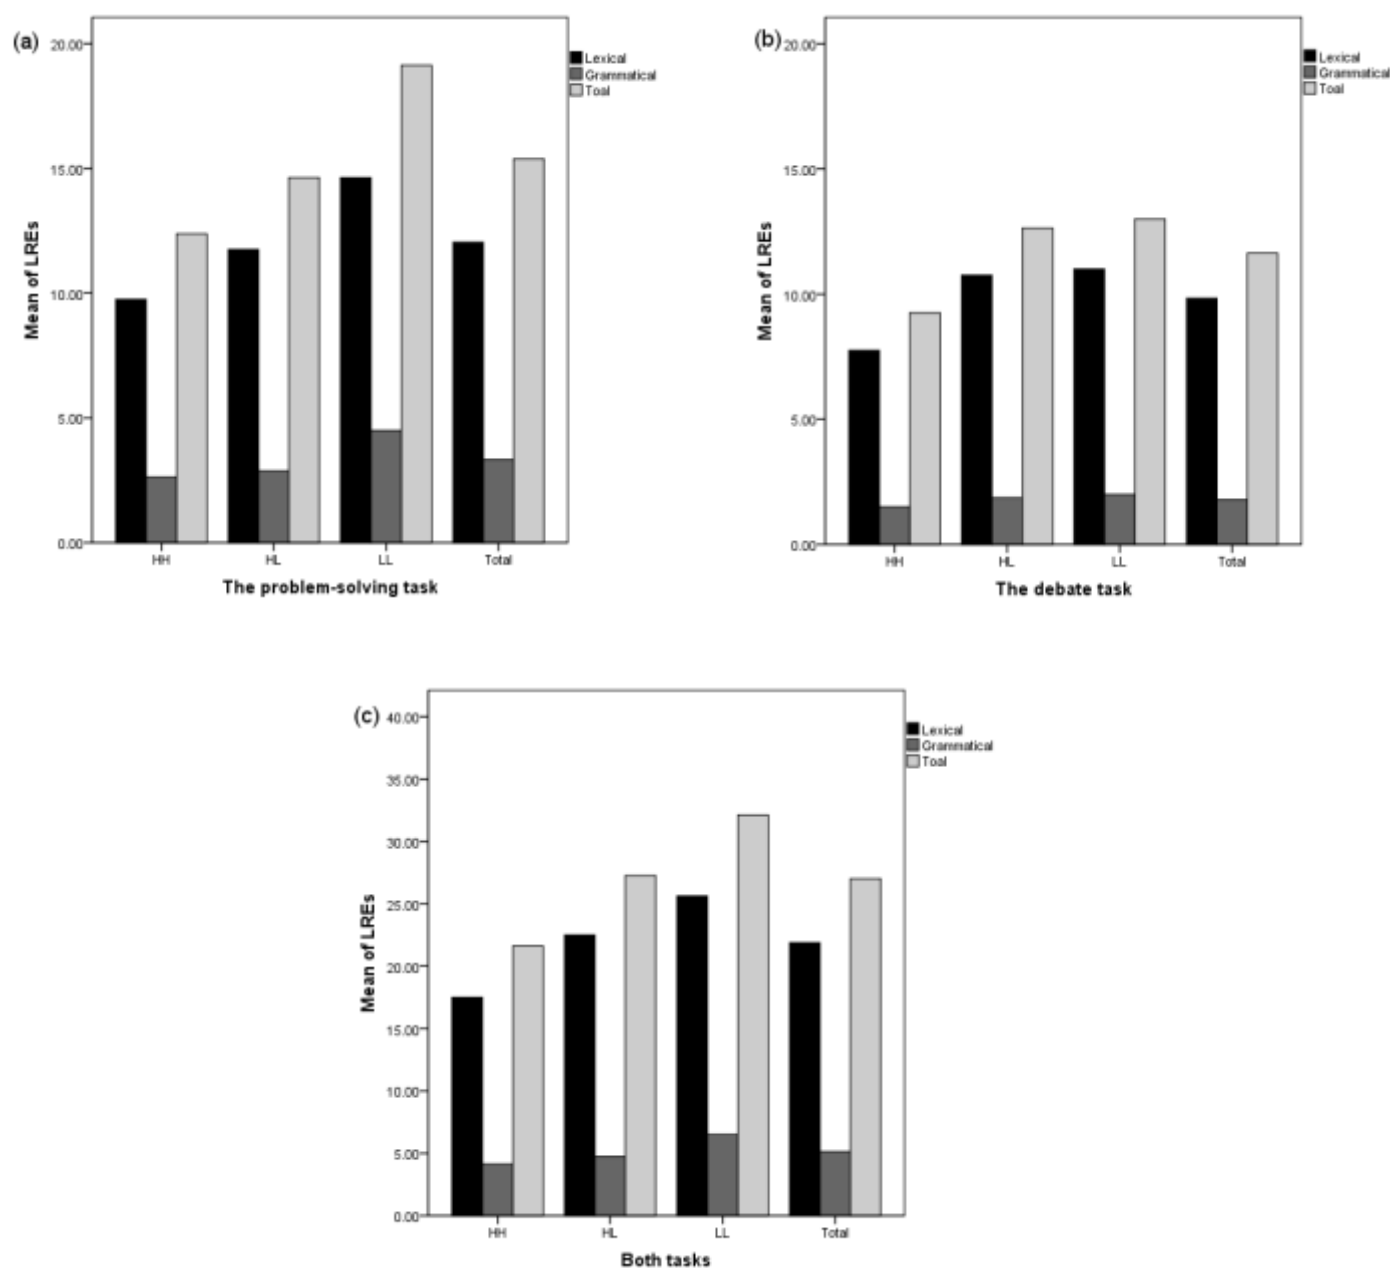 (a)
20.00
15.00
10.00
5.00
0.00
Mean of LREs
HH HL LL Total
The problem-solving task
Lexical
Grammatical
Toal
(b)
20.00
15.00
10.00
5.00
0.00
Mean of LREs
HH HL LL Total
The debate task
Lexical
Grammatical
Toal
(c)
40.00
35.00
30.00
25.00
20.00
15.00
10.00
5.00
0.00
Mean of LREs
HH HL LL Total
Both tasks
Lexical
Grammatical
Toal